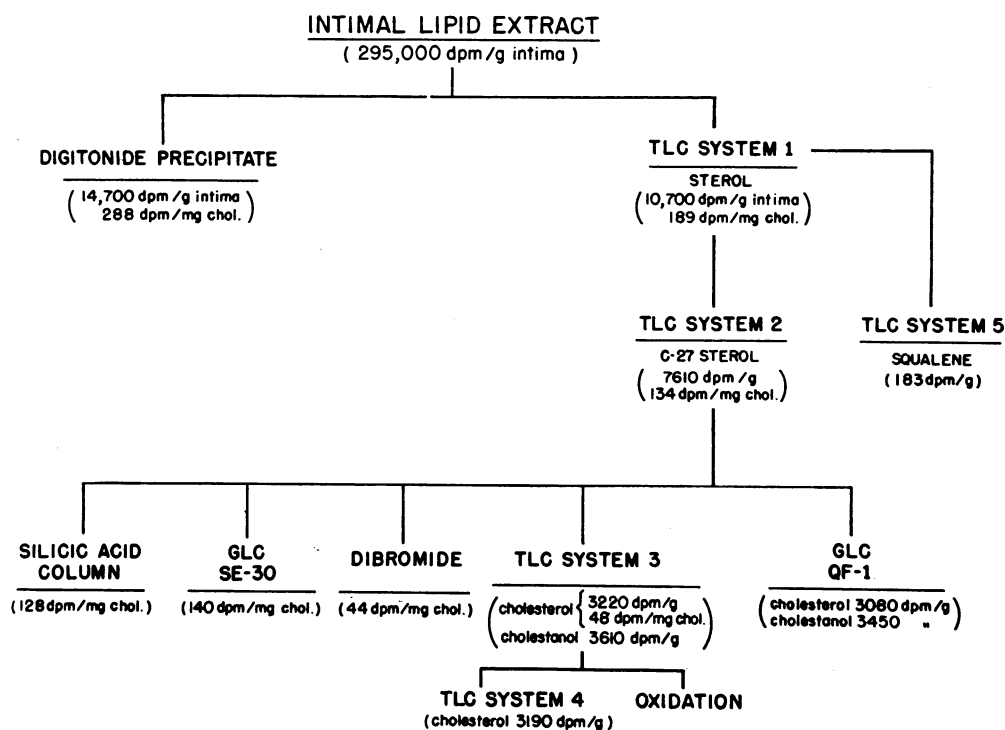 INTIMAL LIPID EXTRACT
(295,000 dpm/g intima)
DIGITONIDE PRECIPITATE
(14,700 dpm/g intima
288 dpm/mg chol.)
TLC SYSTEM 1
STEROL
(10,700 dpm/g intima
189 dpm/mg chol.)
TLC SYSTEM 2
C-27 STEROL
(7610 dpm/g
134 dpm/mg chol.)
TLC SYSTEM 5
SQUALENE
(183 dpm/g)
SILICIC ACID
COLUMN
(128 dpm/mg chol.)
GLC
SE-30
(140 dpm/mg chol.)
DIBROMIDE
(44 dpm/mg chol.)
TLC SYSTEM 3
(cholesterol { 3220 dpm/g
48 dpm/mg chol.
cholestanol 3610 dpm/g)
GLC
QF-1
(cholesterol 3080 dpm/g
cholestanol 3450 ")
TLC SYSTEM 4
(cholesterol 3190 dpm/g)
OXIDATION